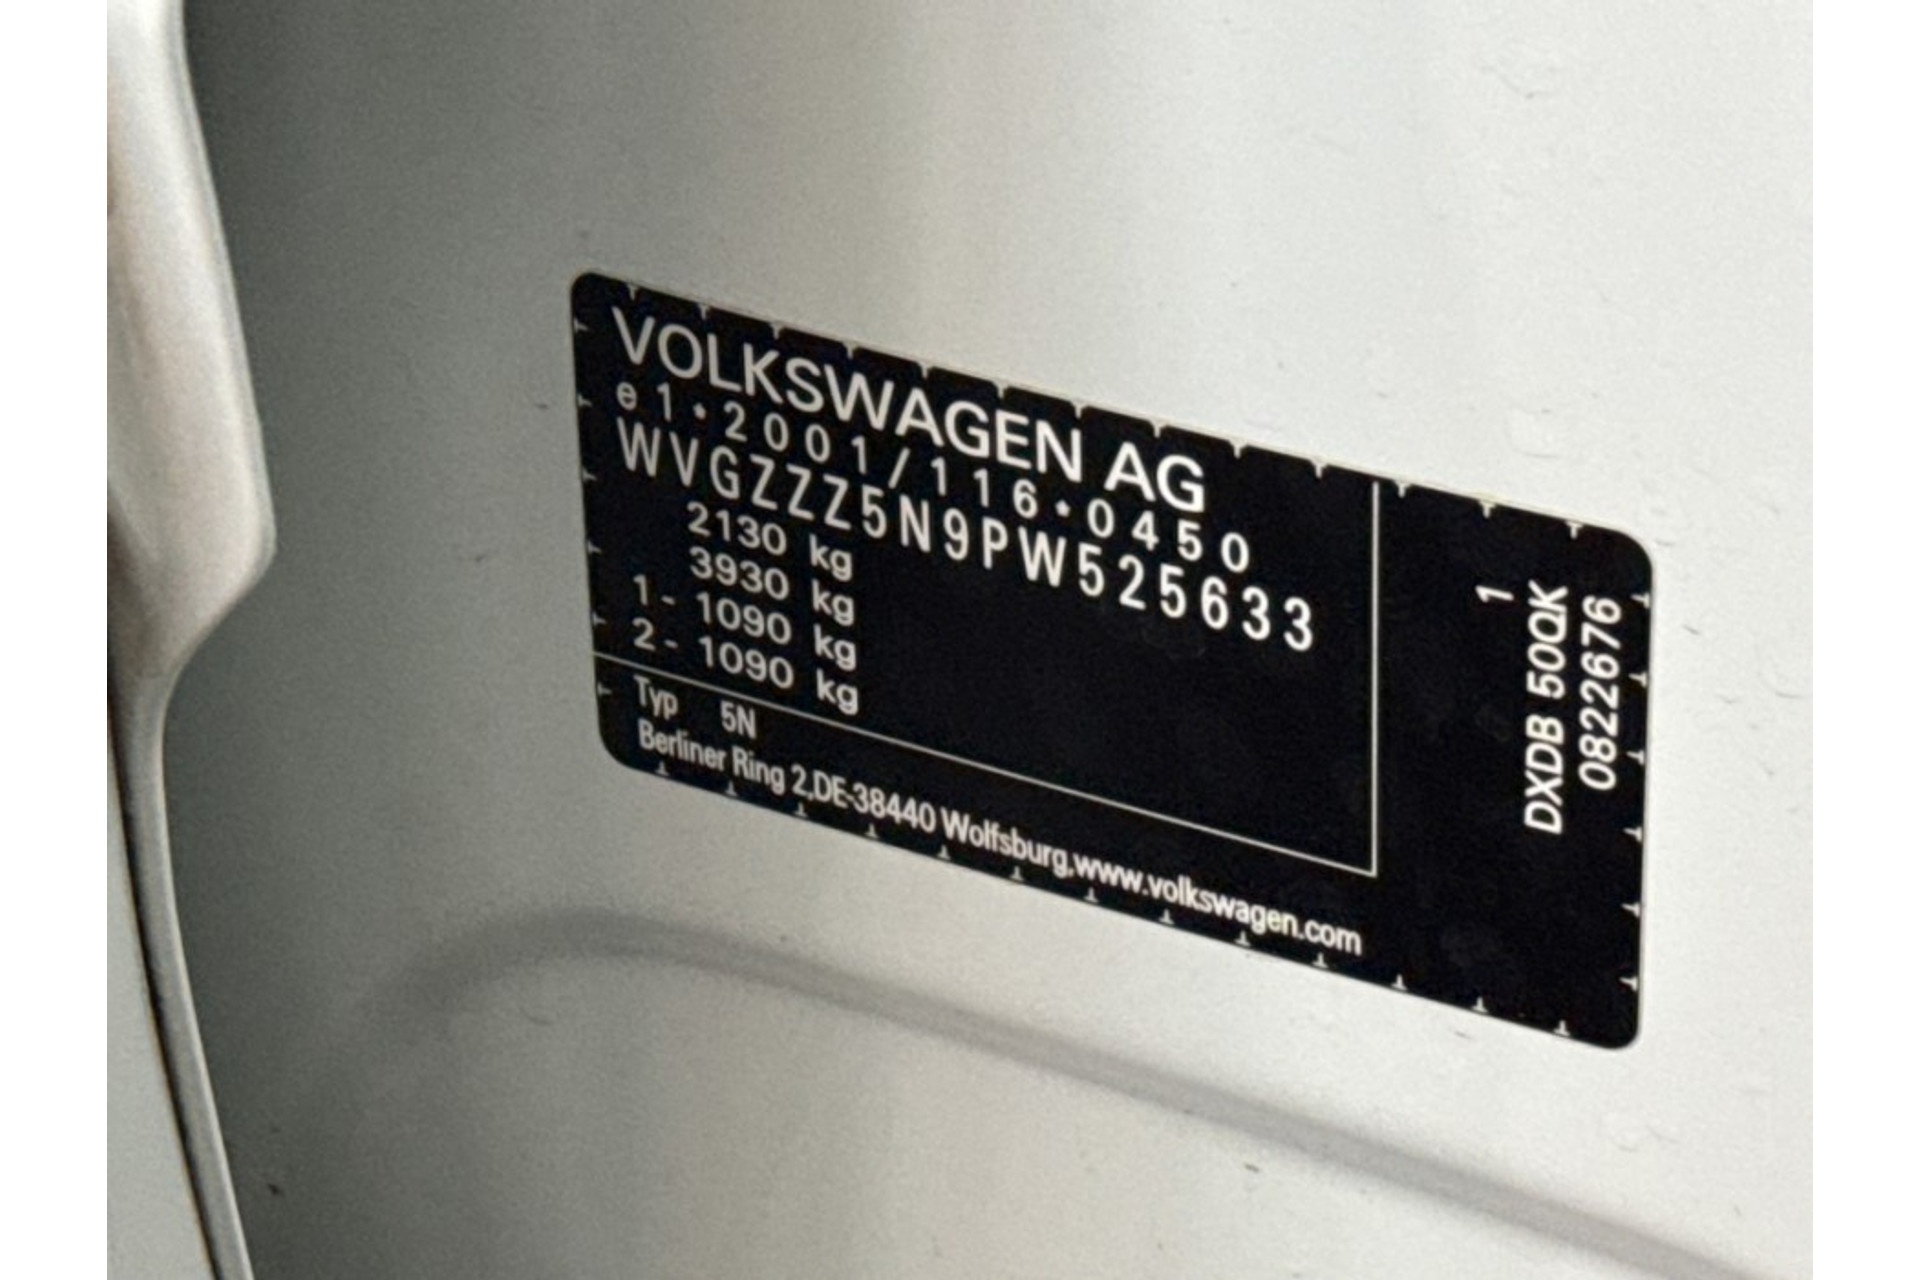 VOLKSWAGEN AG
e1*2001/116*0450
WVGZZZ5N9PW525633
2130 kg
3930 kg
1- 1090 kg
2- 1090 kg
Typ 5N
Berliner Ring 2,DE-38440 Wolfsburg,www.volkswagen.com
1
DXDB 50QK
0822676